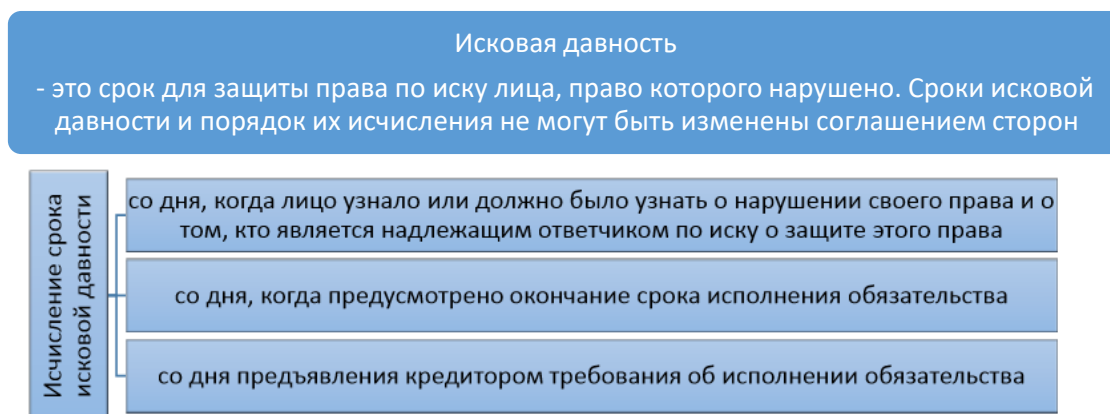 Исковая давность
- это срок для защиты права по иску лица, право которого нарушено. Сроки исковой
давности и порядок их исчисления не могут быть изменены соглашением сторон
Исчисление срока
исковой давности
со дня, когда лицо узнало или должно было узнать о нарушении своего права и о
том, кто является надлежащим ответчиком по иску о защите этого права
со дня, когда предусмотрено окончание срока исполнения обязательства
со дня предъявления кредитором требования об исполнении обязательства